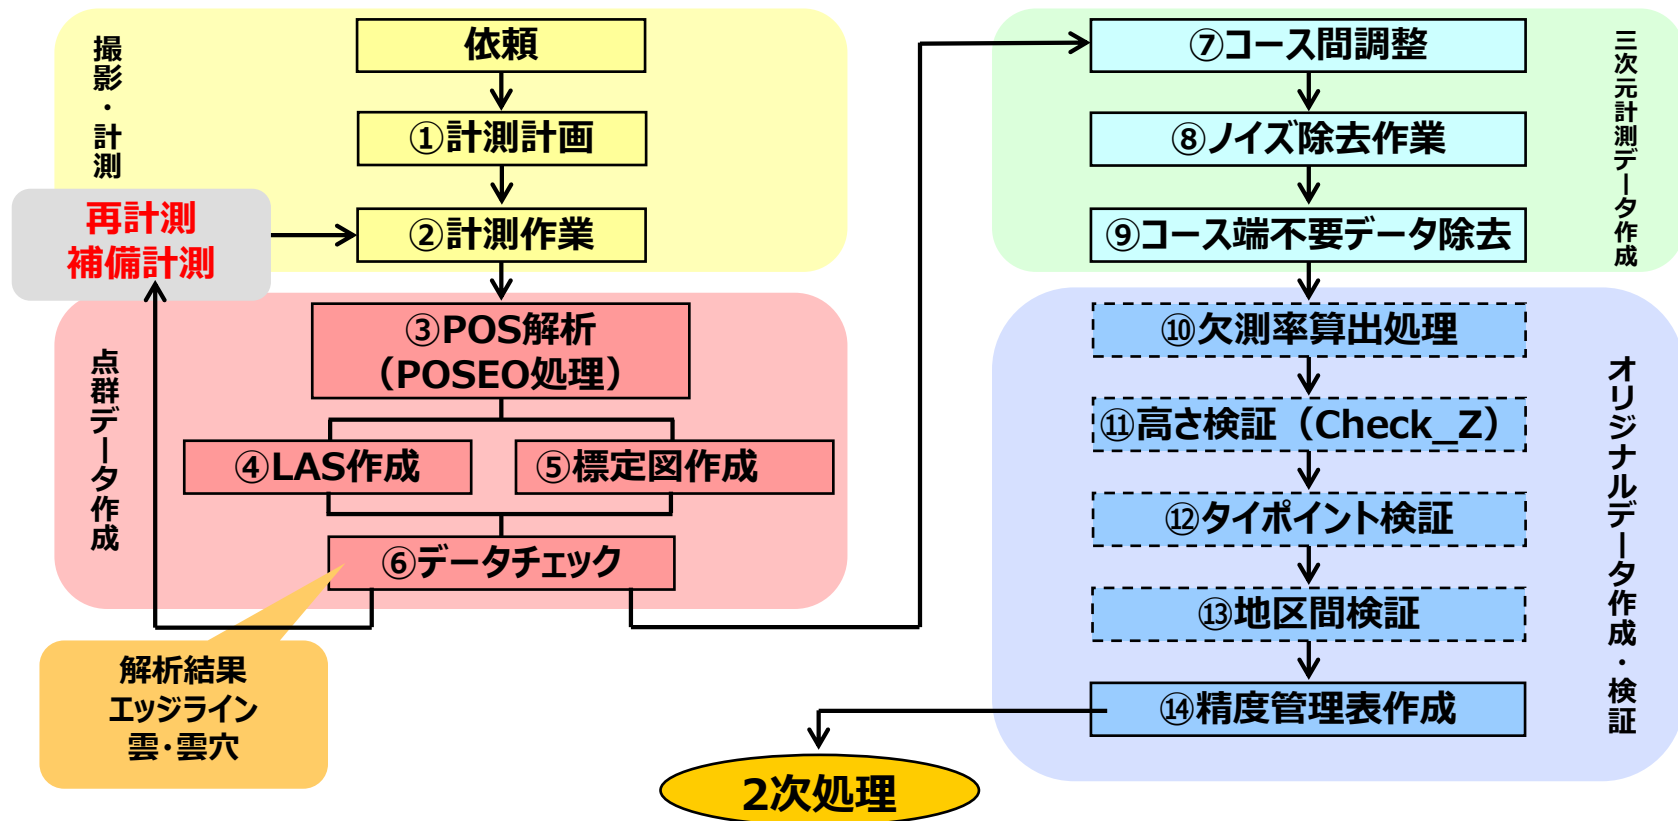 撮影・計測
依頼
①計測計画
②計測作業
再計測
補備計測
点群データ作成
③POS解析
（POSEO処理）
④LAS作成
⑤標定図作成
⑥データチェック
解析結果
エッジライン
雲・雲穴
三次元計測データ作成
⑦コース間調整
⑧ノイズ除去作業
⑨コース端不要データ除去
オリジナルデータ作成・検証
⑩欠測率算出処理
⑪高さ検証（Check_Z）
⑫タイポイント検証
⑬地区間検証
⑭精度管理表作成
2次処理